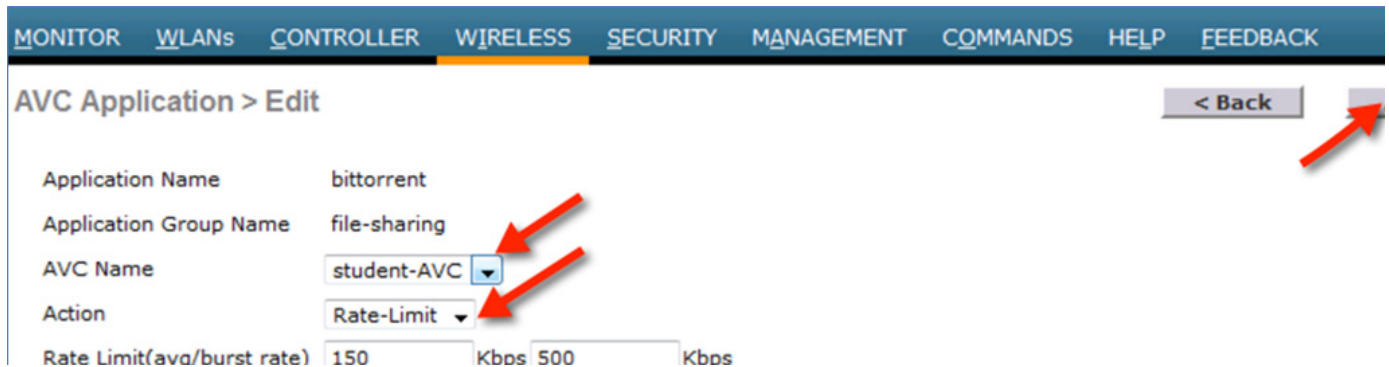 MONITOR WLANs CONTROLLER WIRELESS SECURITY MANAGEMENT COMMANDS HELP FEEDBACK
AVC Application > Edit < Back
Application Name bittorrent
Application Group Name file-sharing
AVC Name student-AVC
Action Rate-Limit
Rate Limit(avg/burst rate) 150 Kbps 500 Kbps